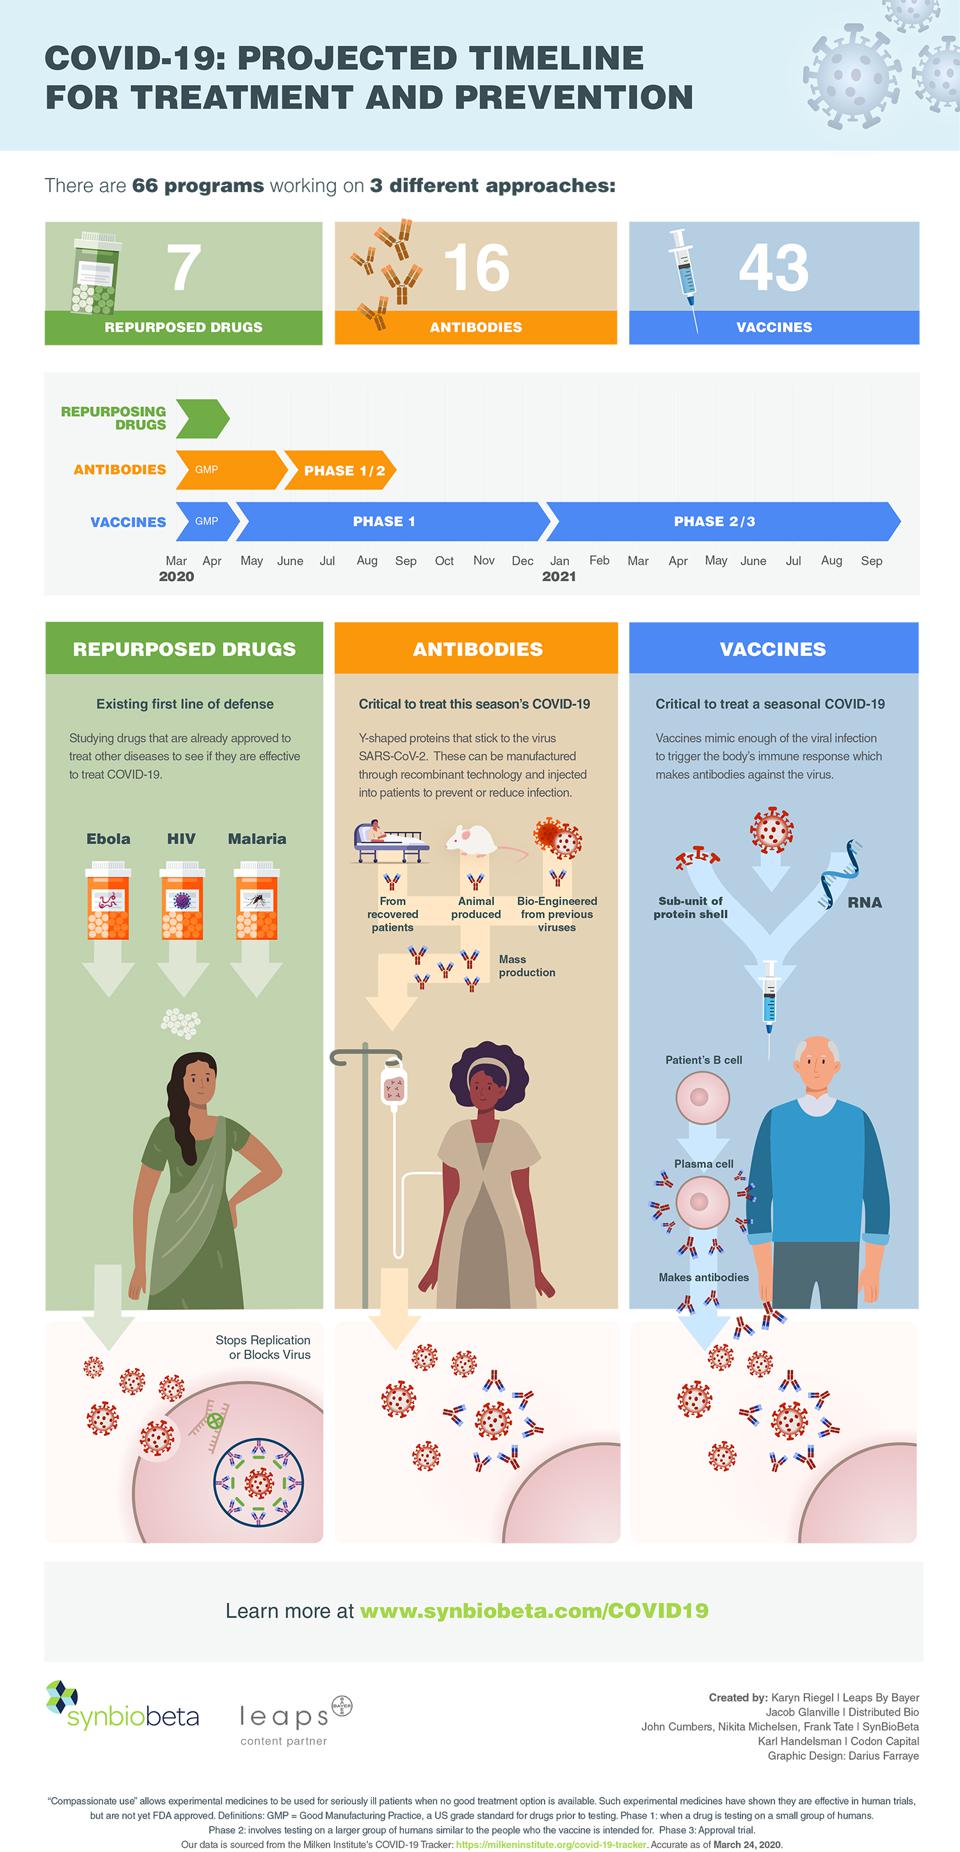 COVID-19: PROJECTED TIMELINE
FOR TREATMENT AND PREVENTION
There are 66 programs working on 3 different approaches:
7
REPURPOSED DRUGS
16
ANTIBODIES
43
VACCINES
REPURPOSING
DRUGS
ANTIBODIES
GMP
PHASE 1/2
VACCINES
GMP
PHASE 1
PHASE 2/3
Mar Apr May June Jul Aug Sep Oct Nov Dec Jan Feb Mar Apr May June Jul Aug Sep
2020 2021
REPURPOSED DRUGS
Existing first line of defense
Studying drugs that are already approved to
treat other diseases to see if they are effective
to treat COVID-19.
Ebola HIV Malaria
Stops Replication
or Blocks Virus
ANTIBODIES
Critical to treat this season's COVID-19
Y-shaped proteins that stick to the virus
SARS-CoV-2. These can be manufactured
through recombinant technology and injected
into patients to prevent or reduce infection.
From
recovered
patients
Animal
produced
Bio-Engineered
from previous
viruses
Mass
production
VACCINES
Critical to treat a seasonal COVID-19
Vaccines mimic enough of the viral infection
to trigger the body's immune response which
makes antibodies against the virus.
Sub-unit of
protein shell
RNA
Patient's B cell
Plasma cell
Makes antibodies
Learn more at www.synbiobeta.com/COVID19
synbiobeta
leaps
BAYER
content partner
Created by: Karyn Riegel | Leaps By Bayer
Jacob Glanville | Distributed Bio
John Cumbers, Nikita Michelsen, Frank Tate | SynBioBeta
Karl Handelsman | Codon Capital
Graphic Design: Darius Farraye
“Compassionate use” allows experimental medicines to be used for seriously ill patients when no good treatment option is available. Such experimental medicines have shown they are effective in human trials,
but are not yet FDA approved. Definitions: GMP = Good Manufacturing Practice, a US grade standard for drugs prior to testing. Phase 1: when a drug is testing on a small group of humans.
Phase 2: involves testing on a larger group of humans similar to the people who the vaccine is intended for. Phase 3: Approval trial.
Our data is sourced from the Milken Institute's COVID-19 Tracker: https://milkeninstitute.org/covid-19-tracker. Accurate as of March 24, 2020.